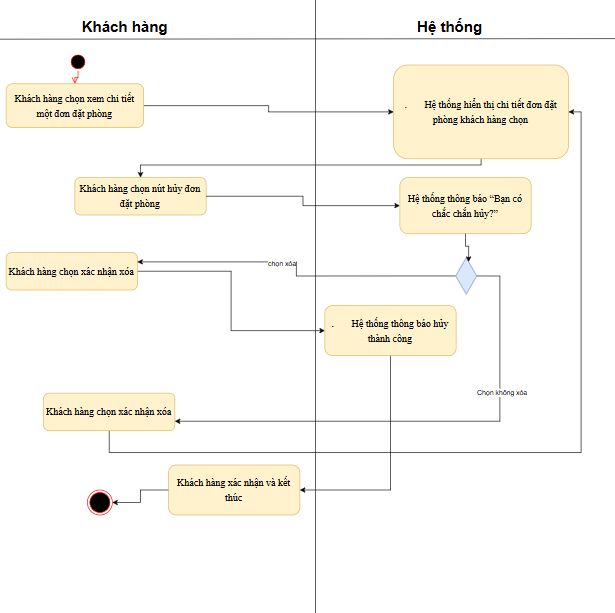 Khách hàng
Hệ thống
Khách hàng chọn xem chi tiết
một đơn đặt phòng
. Hệ thống hiển thị chi tiết đơn đặt
phòng khách hàng chọn
Khách hàng chọn nút hủy đơn
đặt phòng
Hệ thống thông báo “Bạn có
chắc chắn hủy?”
chọn xóa
Khách hàng chọn xác nhận xóa
. Hệ thống thông báo hủy
thành công
Chọn không xóa
Khách hàng chọn xác nhận xóa
Khách hàng xác nhận và kết
thúc